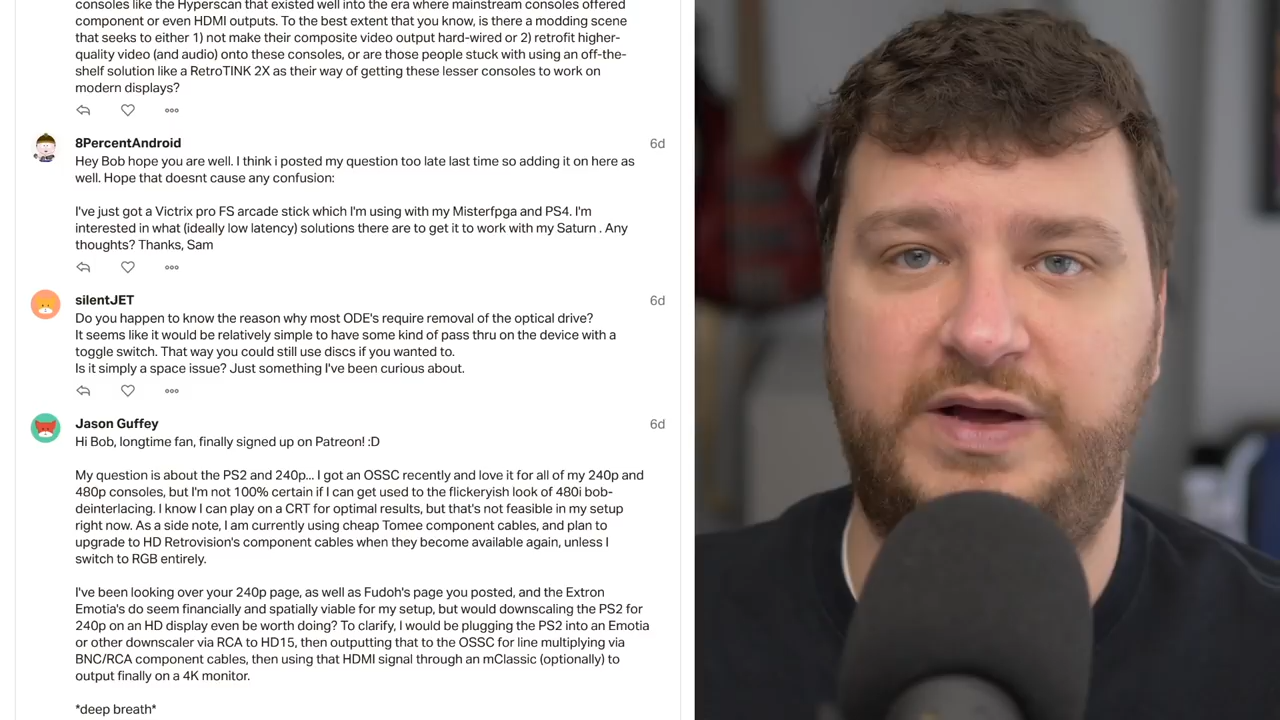 consoles like the Hyperscan that existed well into the era where mainstream consoles offered
component or even HDMI outputs. To the best extent that you know, is there a modding scene
that seeks to either 1) not make their composite video output hard-wired or 2) retrofit higher-
quality video (and audio) onto these consoles, or are those people stuck with using an off-the-
shelf solution like a RetroTINK 2X as their way of getting these lesser consoles to work on
modern displays?
8PercentAndroid 6d
Hey Bob hope you are well. I think i posted my question too late last time so adding it on here as
well. Hope that doesnt cause any confusion:
I've just got a Victrix pro FS arcade stick which I'm using with my Misterfpga and PS4. I'm
interested in what (ideally low latency) solutions there are to get it to work with my Saturn . Any
thoughts? Thanks, Sam
silentJET 6d
Do you happen to know the reason why most ODE's require removal of the optical drive?
It seems like it would be relatively simple to have some kind of pass thru on the device with a
toggle switch. That way you could still use discs if you wanted to.
Is it simply a space issue? Just something I've been curious about.
Jason Guffey 6d
Hi Bob, longtime fan, finally signed up on Patreon! :D
My question is about the PS2 and 240p... I got an OSSC recently and love it for all of my 240p and
480p consoles, but I'm not 100% certain if I can get used to the flickeryish look of 480i bob-
deinterlacing. I know I can play on a CRT for optimal results, but that's not feasible in my setup
right now. As a side note, I am currently using cheap Tomee component cables, and plan to
upgrade to HD Retrovision's component cables when they become available again, unless I
switch to RGB entirely.
I've been looking over your 240p page, as well as Fudoh's page you posted, and the Extron
Emotia's do seem financially and spatially viable for my setup, but would downscaling the PS2 for
240p on an HD display even be worth doing? To clarify, I would be plugging the PS2 into an Emotia
or other downscaler via RCA to HD15, then outputting that to the OSSC for line multiplying via
BNC/RCA component cables, then using that HDMI signal through an mClassic (optionally) to
output finally on a 4K monitor.
*deep breath*